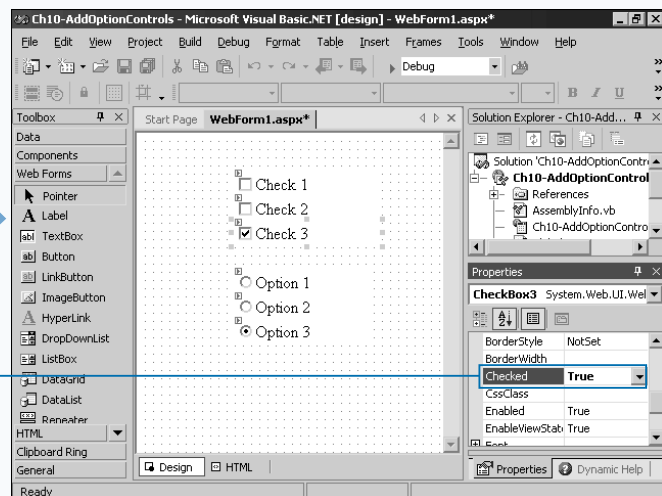 Ch10-AddOptionControls - Microsoft Visual Basic.NET [design] - WebForm1.aspx*
File Edit View Project Build Debug Format Table Insert Frames Tools Window Help
Debug
B I U
Toolbox
Data
Components
Web Forms
Pointer
A Label
abl TextBox
ab Button
ab LinkButton
ImageButton
A HyperLink
DropDownList
ListBox
DataGrid
DataList
Repeater
HTML
Clipboard Ring
General
Start Page WebForm1.aspx*
Check 1
Check 2
Check 3
Option 1
Option 2
Option 3
Design HTML
Solution Explorer - Ch10-Add...
Solution 'Ch10-AddOptionContro
Ch10-AddOptionControl
References
AssemblyInfo.vb
Ch10-AddOptionContro
Properties
CheckBox3 System.Web.UI.Wel
BorderStyle NotSet
BorderWidth
Checked True
CssClass
Enabled True
EnableViewStat True
Font
Properties Dynamic Help
Ready